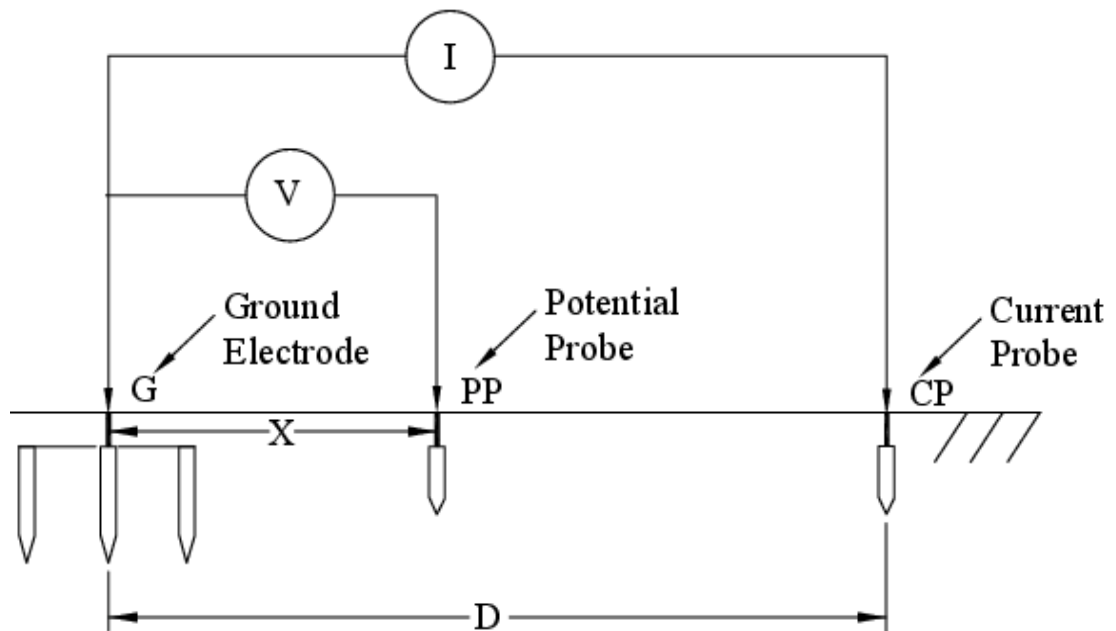 I
V
Ground
Electrode
Potential
Probe
Current
Probe
G
PP
CP
X
D